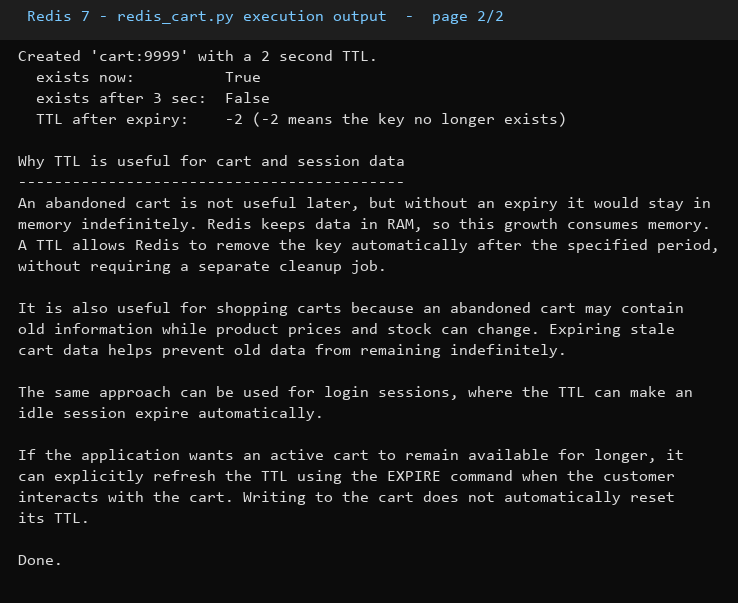 Redis 7 - redis_cart.py execution output  -  page 2/2
Created 'cart:9999' with a 2 second TTL.
  exists now:          True
  exists after 3 sec:  False
  TTL after expiry:    -2 (-2 means the key no longer exists)
Why TTL is useful for cart and session data
-------------------------------------------
An abandoned cart is not useful later, but without an expiry it would stay in
memory indefinitely. Redis keeps data in RAM, so this growth consumes memory.
A TTL allows Redis to remove the key automatically after the specified period,
without requiring a separate cleanup job.
It is also useful for shopping carts because an abandoned cart may contain
old information while product prices and stock can change. Expiring stale
cart data helps prevent old data from remaining indefinitely.
The same approach can be used for login sessions, where the TTL can make an
idle session expire automatically.
If the application wants an active cart to remain available for longer, it
can explicitly refresh the TTL using the EXPIRE command when the customer
interacts with the cart. Writing to the cart does not automatically reset
its TTL.
Done.